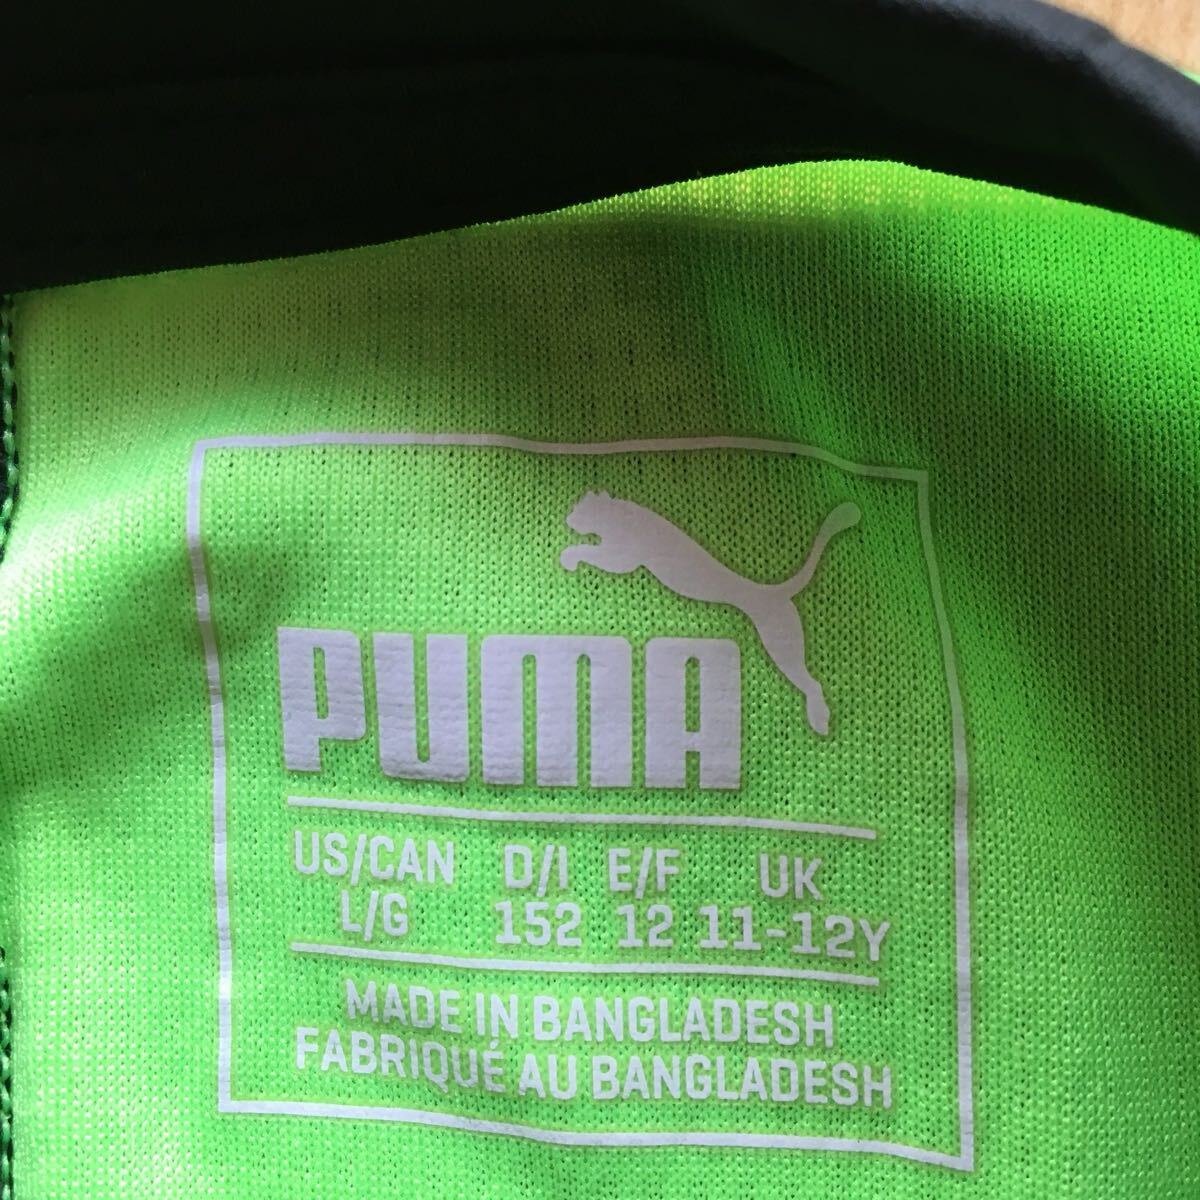 PUMA
US/CAN D/I E/F UK
L/G 152 12 11-12Y
MADE IN BANGLADESH
FABRIQUÉ AU BANGLADESH